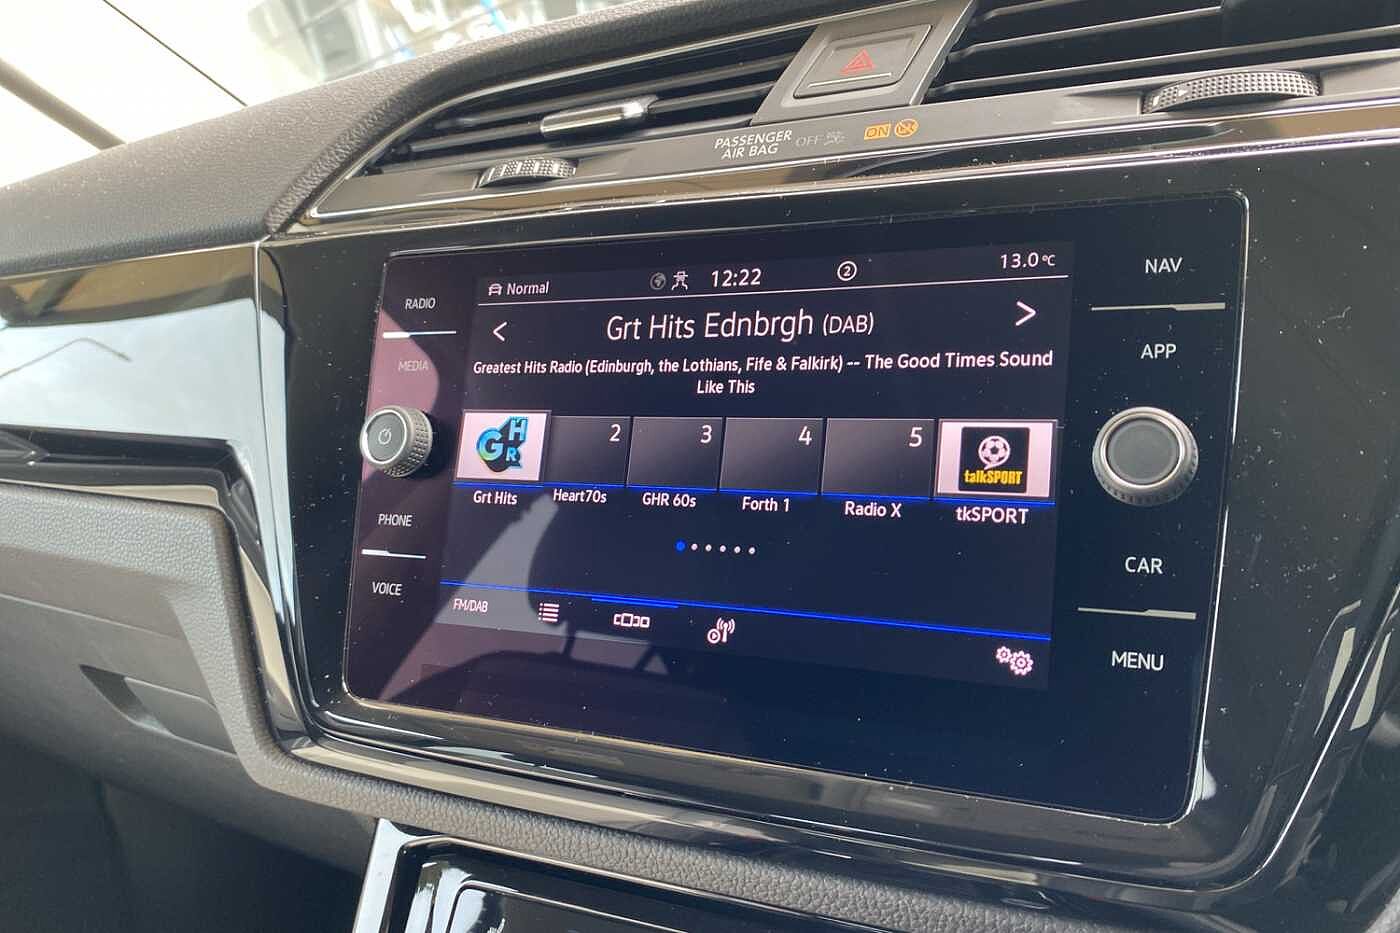 PASSENGER
AIR BAG
OFF
ON
RADIO
MEDIA
PHONE
VOICE
Normal
12:22
2
13.0°C
<
Grt Hits Ednbrgh (DAB)
>
Greatest Hits Radio (Edinburgh, the Lothians, Fife & Falkirk) -- The Good Times Sound
Like This
GHR
2
3
4
5
talkSPORT
Grt Hits
Heart70s
GHR 60s
Forth 1
Radio X
tkSPORT
FM/DAB
NAV
APP
CAR
MENU